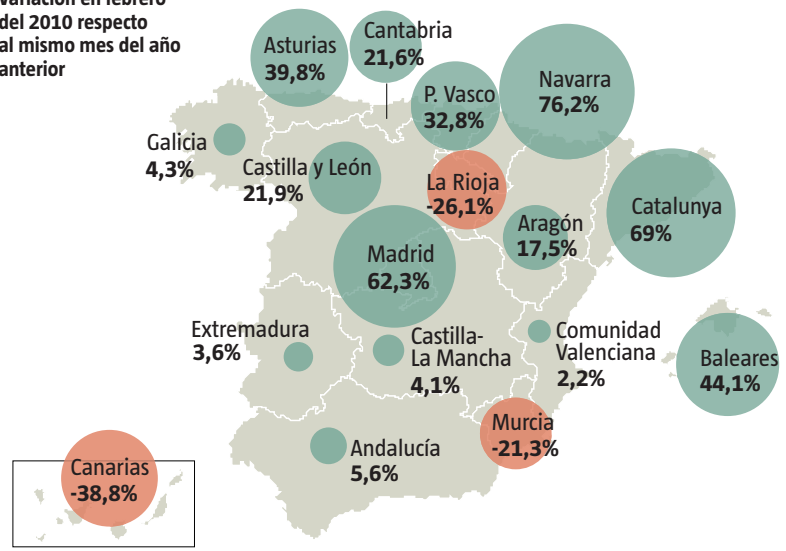 Variación en febrero
del 2010 respecto
al mismo mes del año
anterior
Asturias
39,8%
Cantabria
21,6%
P. Vasco
32,8%
Navarra
76,2%
Galicia
4,3%
Castilla y León
21,9%
La Rioja
-26,1%
Aragón
17,5%
Catalunya
69%
Madrid
62,3%
Extremadura
3,6%
Castilla-
La Mancha
4,1%
Comunidad
Valenciana
2,2%
Baleares
44,1%
Murcia
-21,3%
Andalucía
5,6%
Canarias
-38,8%